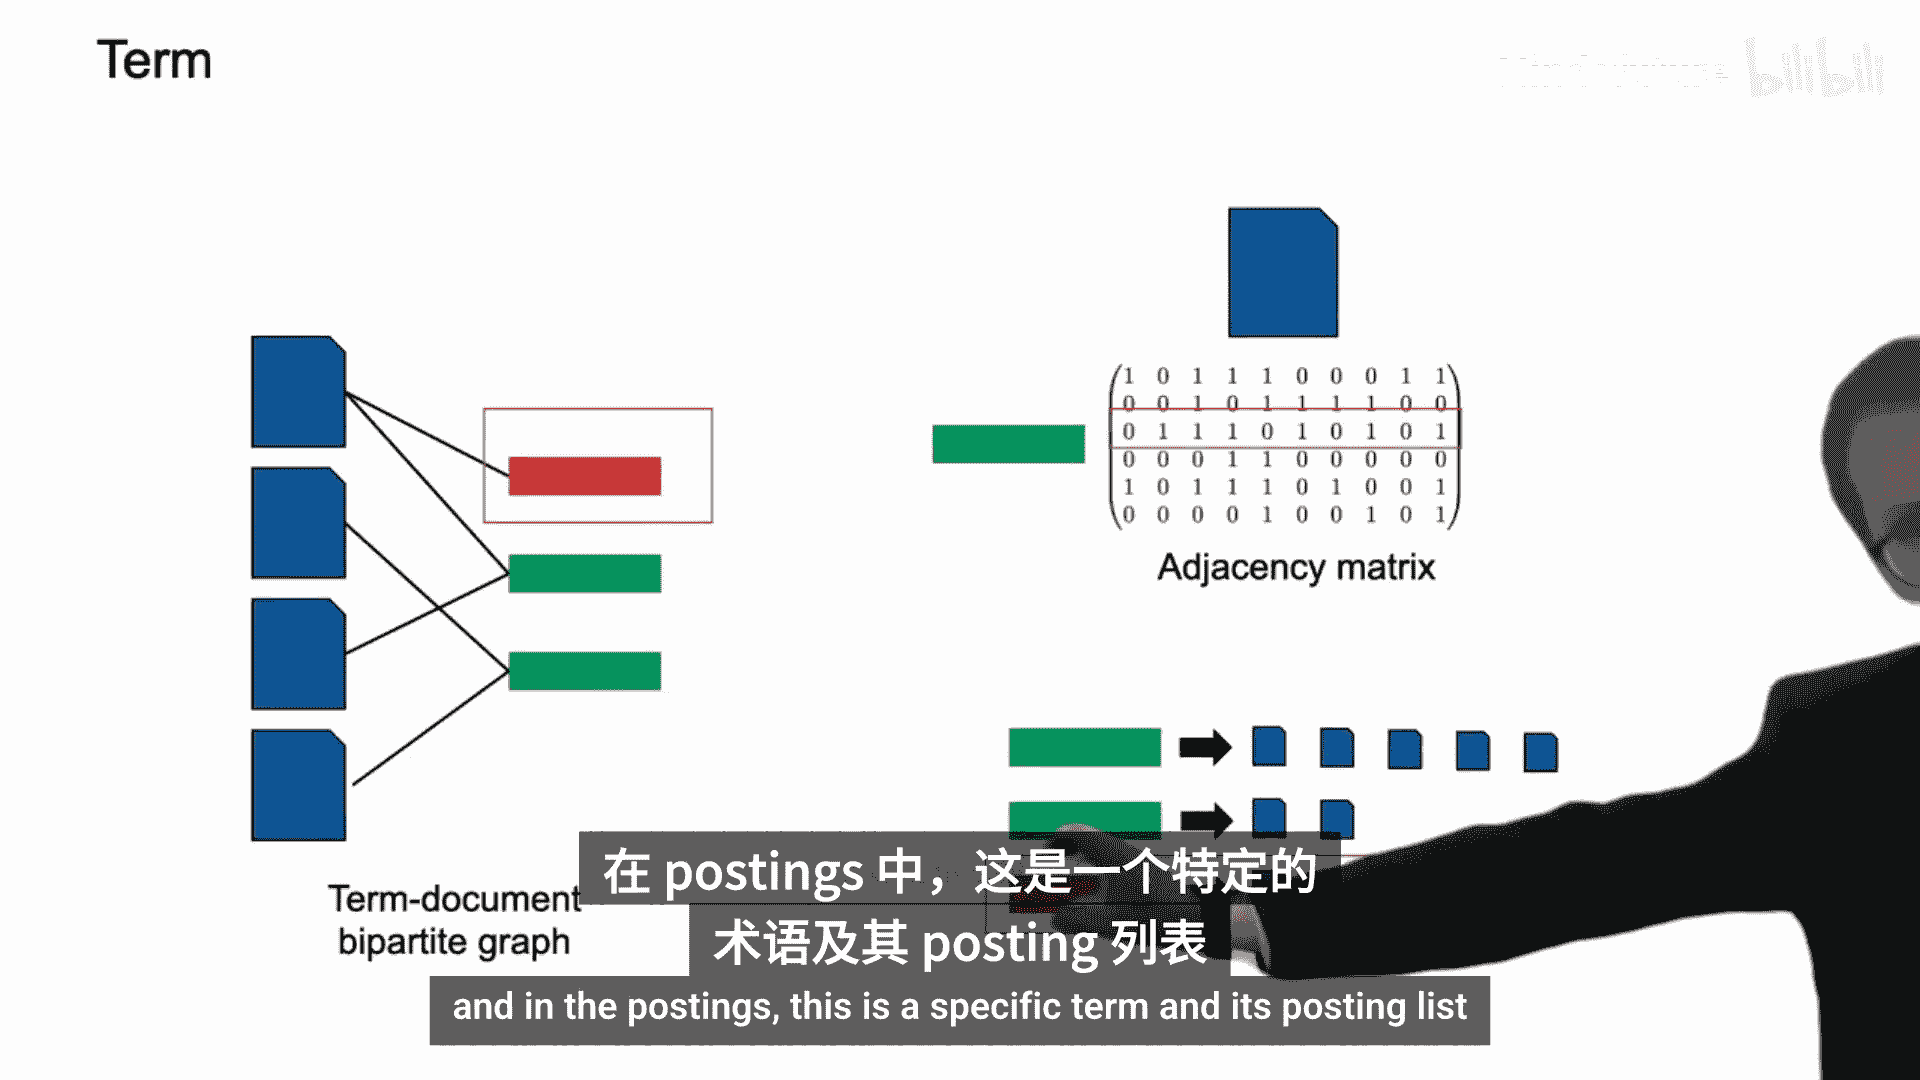 Term
bilibili
1 0 1 1 1 0 0 0 1 1
0 0 1 0 1 1 1 1 0 0
0 1 1 1 0 1 0 1 0 1
0 0 0 1 1 0 0 0 0 0
1 0 1 1 1 0 1 0 0 1
0 0 0 0 1 0 0 1 0 1
Adjacency matrix
Term-document
bipartite graph
在 postings 中，这是一个特定的
术语及其 posting 列表
and in the postings, this is a specific term and its posting list